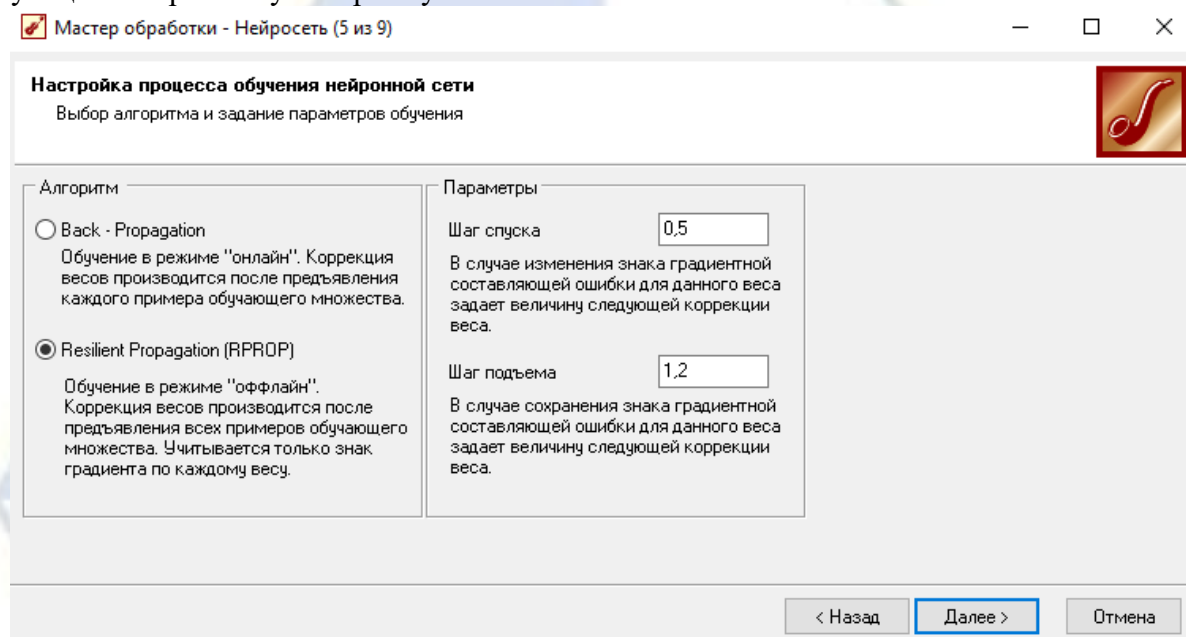 Мастер обработки - Нейросеть (5 из 9)
Настройка процесса обучения нейронной сети
Выбор алгоритма и задание параметров обучения
Алгоритм
Back - Propagation
Обучение в режиме "онлайн". Коррекция
весов производится после предъявления
каждого примера обучающего множества.
Resilient Propagation (RPROP)
Обучение в режиме "оффлайн".
Коррекция весов производится после
предъявления всех примеров обучающего
множества. Учитывается только знак
градиента по каждому весу.
Параметры
Шаг спуска 0,5
В случае изменения знака градиентной
составляющей ошибки для данного веса
задает величину следующей коррекции
веса.
Шаг подъема 1,2
В случае сохранения знака градиентной
составляющей ошибки для данного веса
задает величину следующей коррекции
веса.
< Назад Далее > Отмена